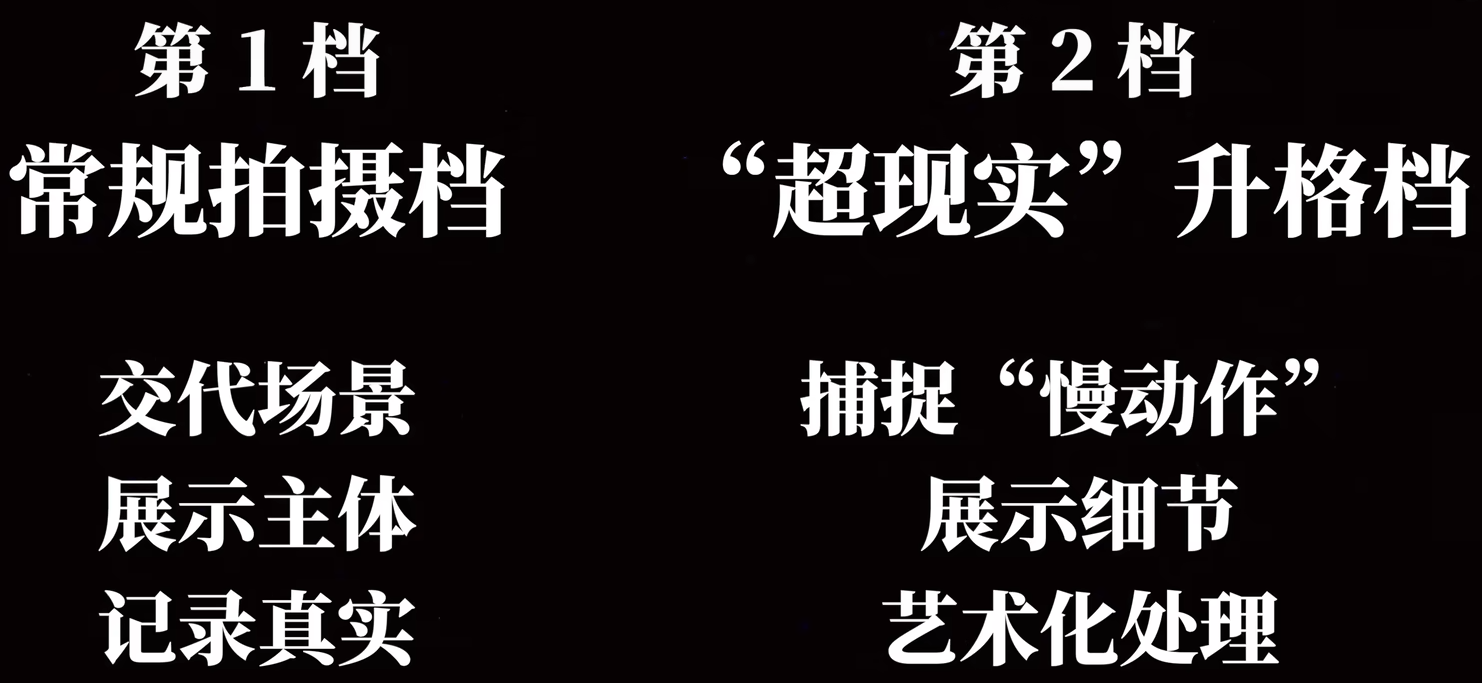 第 1 档
常规拍摄档
交代场景
展示主体
记录真实
第 2 档
“超现实”升格档
捕捉“慢动作”
展示细节
艺术化处理